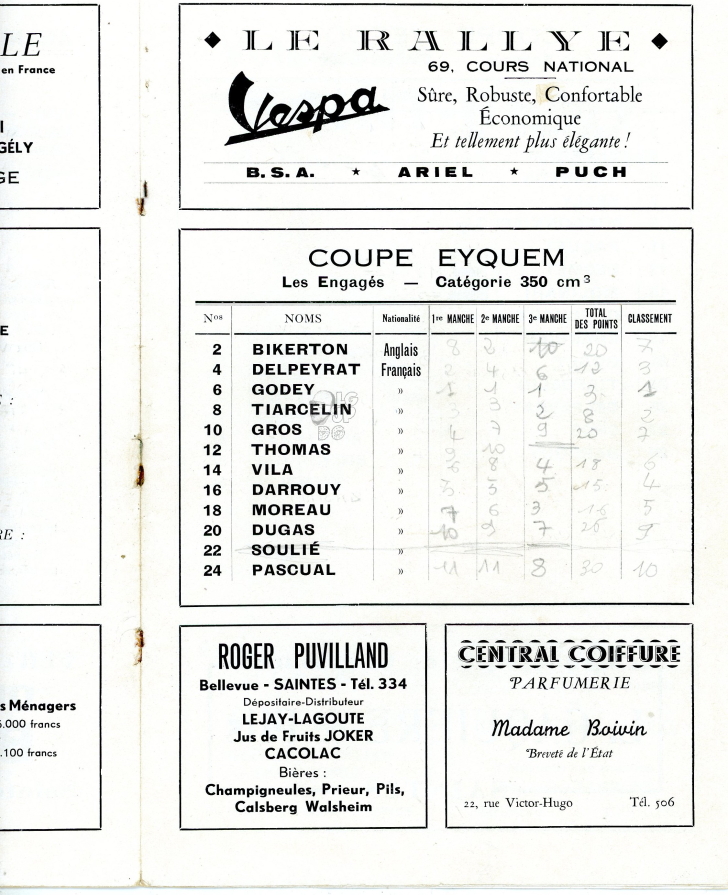 LE
en France
GÉLY
GE
E
:
RE :
s Ménagers
5.000 francs
.100 francs
◆ LE RALLYE ◆
69, COURS NATIONAL
Vespa
Sûre, Robuste, Confortable
Économique
Et tellement plus élégante !
B.S.A. ★ ARIEL ★ PUCH
COUPE EYQUEM
Les Engagés — Catégorie 350 cm³
Nos NOMS Nationalité 1re MANCHE 2e MANCHE 3e MANCHE TOTAL DES POINTS CLASSEMENT
2 BIKERTON Anglais 8 2 10 20 7
4 DELPEYRAT Français 2 4 6 12 3
6 GODEY » 1 1 1 3 1
8 TIARCELIN » 3 3 2 8 2
10 GROS » 4 7 9 20 7
12 THOMAS » 9 10
14 VILA » 6 8 4 18 6
16 DARROUY » 5 5 5 15 4
18 MOREAU » 7 6 3 16 5
20 DUGAS » 10 9 7 26 9
22 SOULIÉ »
24 PASCUAL » 11 11 8 30 10
ROGER PUVILLAND
Bellevue - SAINTES - Tél. 334
Dépositaire-Distributeur
LEJAY-LAGOUTE
Jus de Fruits JOKER
CACOLAC
Bières :
Champigneules, Prieur, Pils,
Calsberg Walsheim
CENTRAL COIFFURE
PARFUMERIE
Madame Boivin
Breveté de l'État
22, rue Victor-Hugo Tél. 506